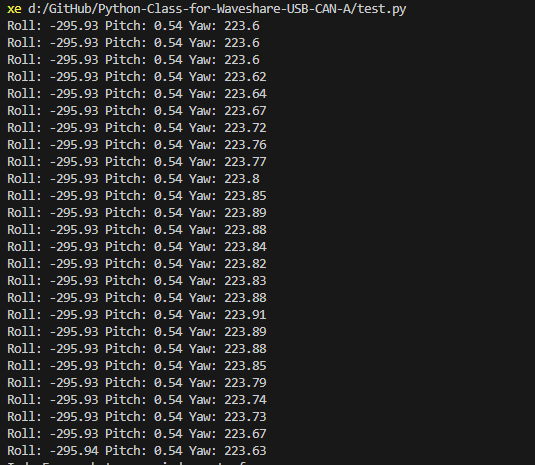 xe d:/GitHub/Python-Class-for-Waveshare-USB-CAN-A/test.py
Roll: -295.93 Pitch: 0.54 Yaw: 223.6
Roll: -295.93 Pitch: 0.54 Yaw: 223.6
Roll: -295.93 Pitch: 0.54 Yaw: 223.6
Roll: -295.93 Pitch: 0.54 Yaw: 223.62
Roll: -295.93 Pitch: 0.54 Yaw: 223.64
Roll: -295.93 Pitch: 0.54 Yaw: 223.67
Roll: -295.93 Pitch: 0.54 Yaw: 223.72
Roll: -295.93 Pitch: 0.54 Yaw: 223.76
Roll: -295.93 Pitch: 0.54 Yaw: 223.77
Roll: -295.93 Pitch: 0.54 Yaw: 223.8
Roll: -295.93 Pitch: 0.54 Yaw: 223.85
Roll: -295.93 Pitch: 0.54 Yaw: 223.89
Roll: -295.93 Pitch: 0.54 Yaw: 223.88
Roll: -295.93 Pitch: 0.54 Yaw: 223.84
Roll: -295.93 Pitch: 0.54 Yaw: 223.82
Roll: -295.93 Pitch: 0.54 Yaw: 223.83
Roll: -295.93 Pitch: 0.54 Yaw: 223.88
Roll: -295.93 Pitch: 0.54 Yaw: 223.91
Roll: -295.93 Pitch: 0.54 Yaw: 223.89
Roll: -295.93 Pitch: 0.54 Yaw: 223.88
Roll: -295.93 Pitch: 0.54 Yaw: 223.85
Roll: -295.93 Pitch: 0.54 Yaw: 223.79
Roll: -295.93 Pitch: 0.54 Yaw: 223.74
Roll: -295.93 Pitch: 0.54 Yaw: 223.73
Roll: -295.93 Pitch: 0.54 Yaw: 223.67
Roll: -295.94 Pitch: 0.54 Yaw: 223.63